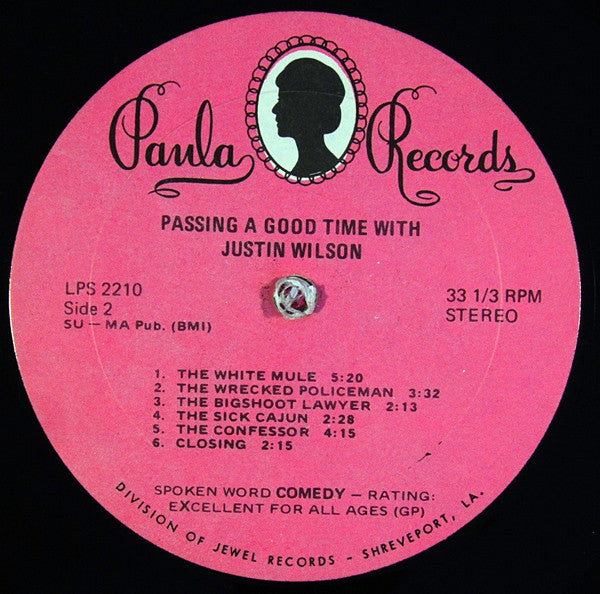 Paula Records
PASSING A GOOD TIME WITH
JUSTIN WILSON
LPS 2210
Side 2
SU – MA Pub. (BMI)
33 1/3 RPM
STEREO
1. THE WHITE MULE 5:20
2. THE WRECKED POLICEMAN 3:32
3. THE BIGSHOOT LAWYER 2:13
4. THE SICK CAJUN 2:28
5. THE CONFESSOR 4:15
6. CLOSING 2:15
SPOKEN WORD COMEDY – RATING:
EXCELLENT FOR ALL AGES (GP)
DIVISION OF JEWEL RECORDS - SHREVEPORT, LA.